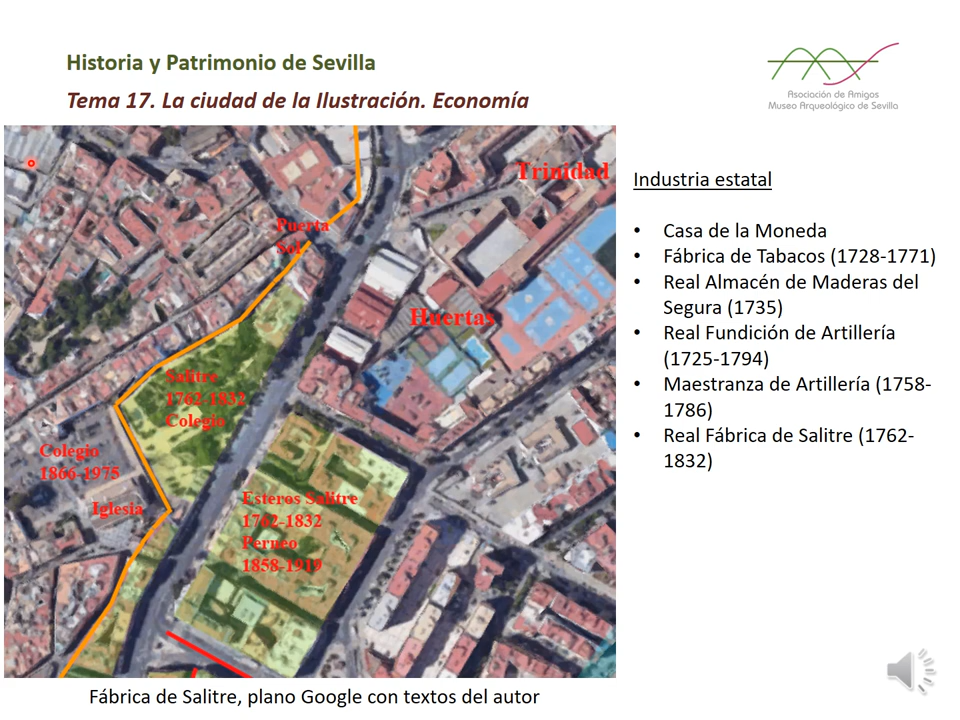 Historia y Patrimonio de Sevilla
Tema 17. La ciudad de la Ilustración. Economía
Asociación de Amigos
Museo Arqueológico de Sevilla
Trinidad
Puerta
Sol
Huertas
Salitre
1762-1832
Colegio
Colegio
1866-1975
Iglesia
Esteros Salitre
1762-1832
Perneo
1858-1919
Industria estatal
• Casa de la Moneda
• Fábrica de Tabacos (1728-1771)
• Real Almacén de Maderas del
Segura (1735)
• Real Fundición de Artillería
(1725-1794)
• Maestranza de Artillería (1758-
1786)
• Real Fábrica de Salitre (1762-
1832)
Fábrica de Salitre, plano Google con textos del autor